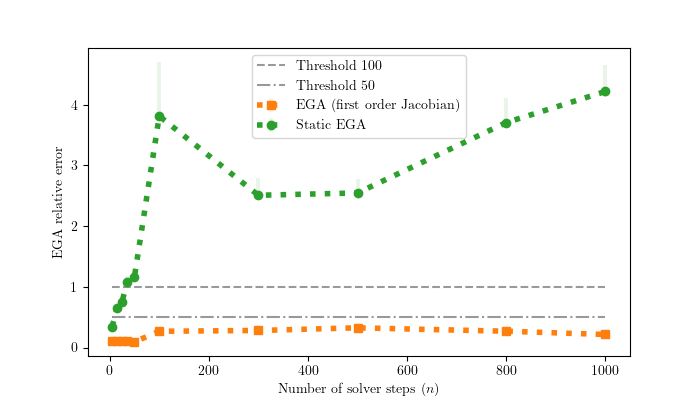 Threshold 100
Threshold 50
EGA (first order Jacobian)
Static EGA
EGA relative error
4
3
2
1
0
0 200 400 600 800 1000
Number of solver steps (n)